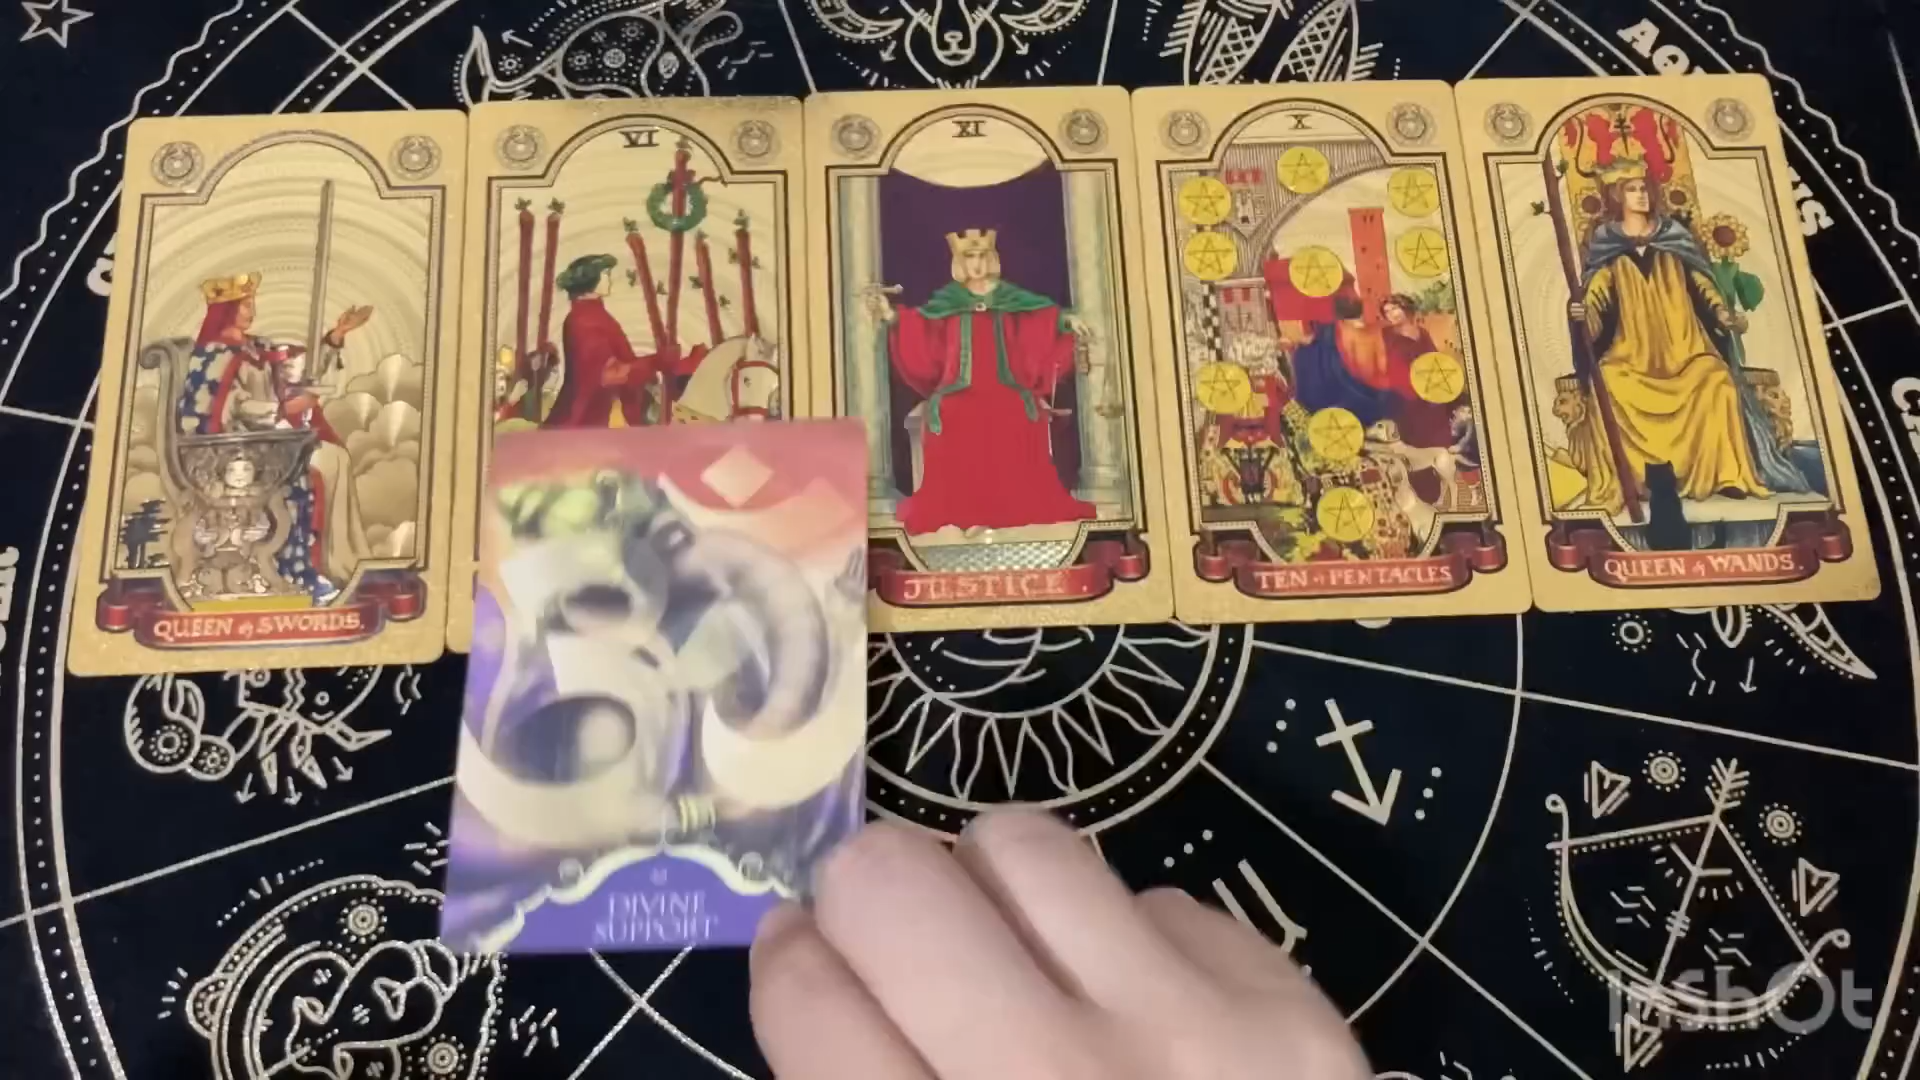 VI
XI
X
QUEEN of SWORDS.
JUSTICE.
TEN of PENTACLES
QUEEN of WANDS.
DIVINE
SUPPORT
InShOt